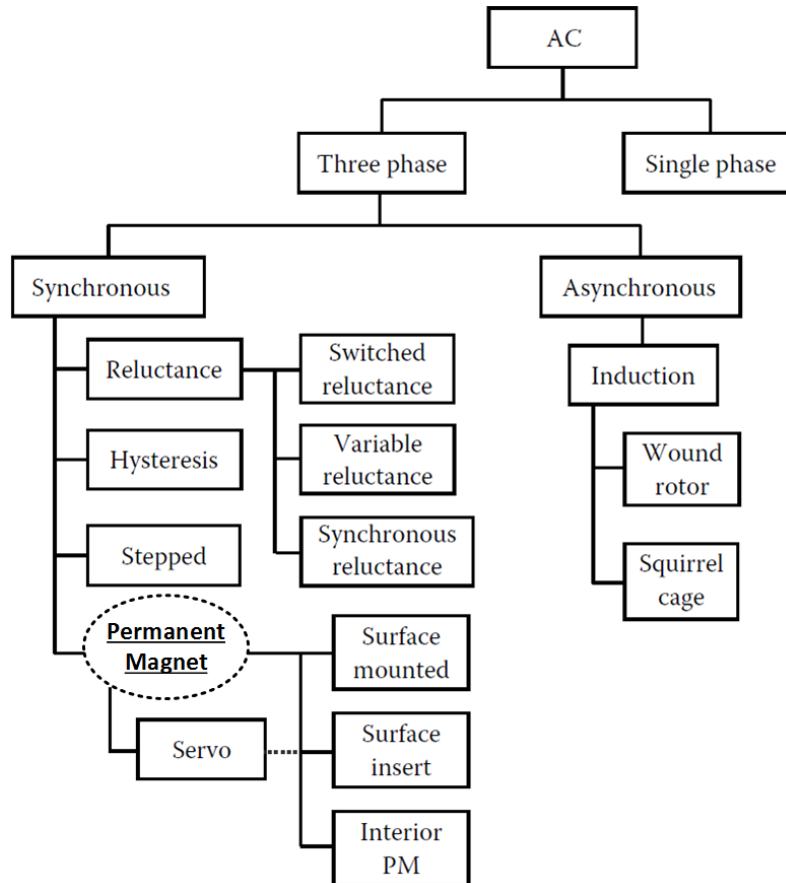 AC
Three phase
Single phase
Synchronous
Asynchronous
Reluctance
Switched
reluctance
Induction
Hysteresis
Variable
reluctance
Wound
rotor
Stepped
Synchronous
reluctance
Squirrel
cage
Permanent
Magnet
Surface
mounted
Servo
Surface
insert
Interior
PM